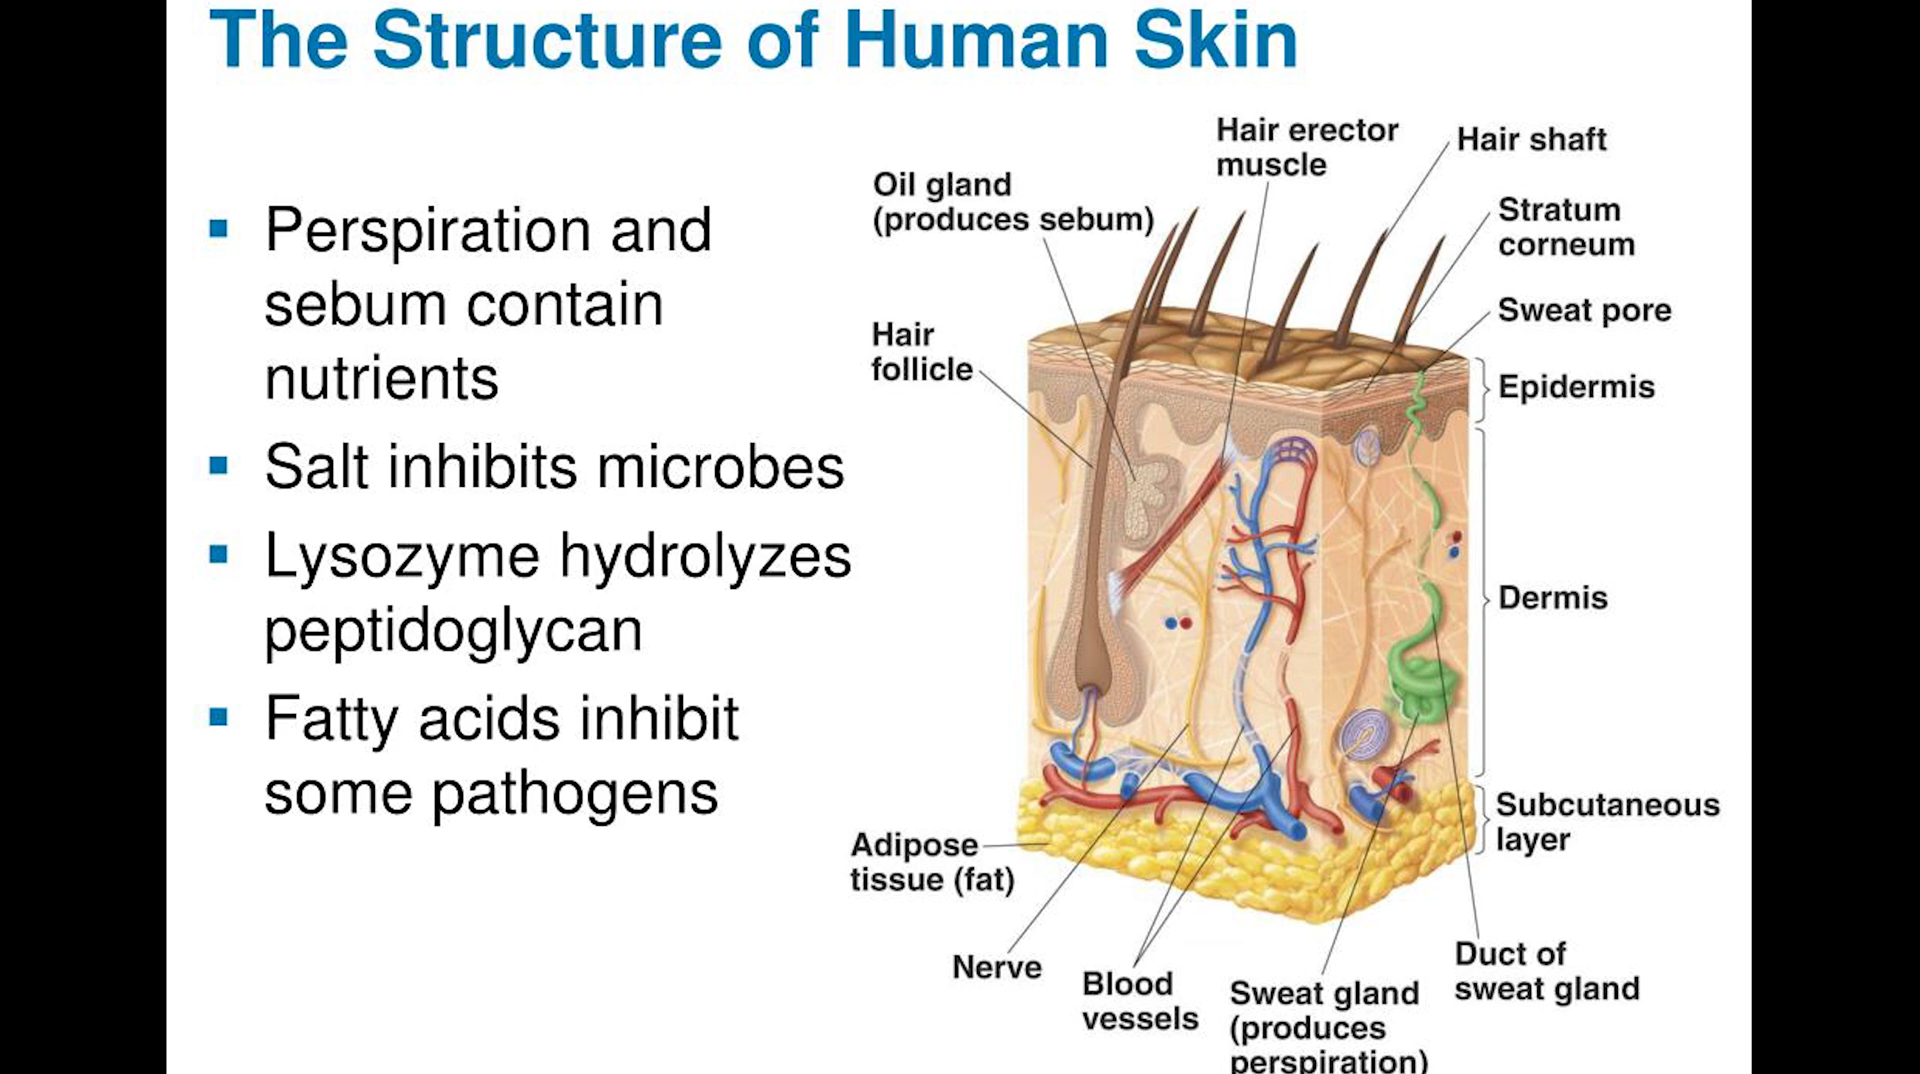 The Structure of Human Skin
Perspiration and
sebum contain
nutrients
Salt inhibits microbes
Lysozyme hydrolyzes
peptidoglycan
Fatty acids inhibit
some pathogens
Hair erector
muscle
Hair shaft
Oil gland
(produces sebum)
Stratum
corneum
Sweat pore
Hair
follicle
Epidermis
Dermis
Subcutaneous
layer
Adipose
tissue (fat)
Nerve
Blood
vessels
Sweat gland
(produces
perspiration)
Duct of
sweat gland